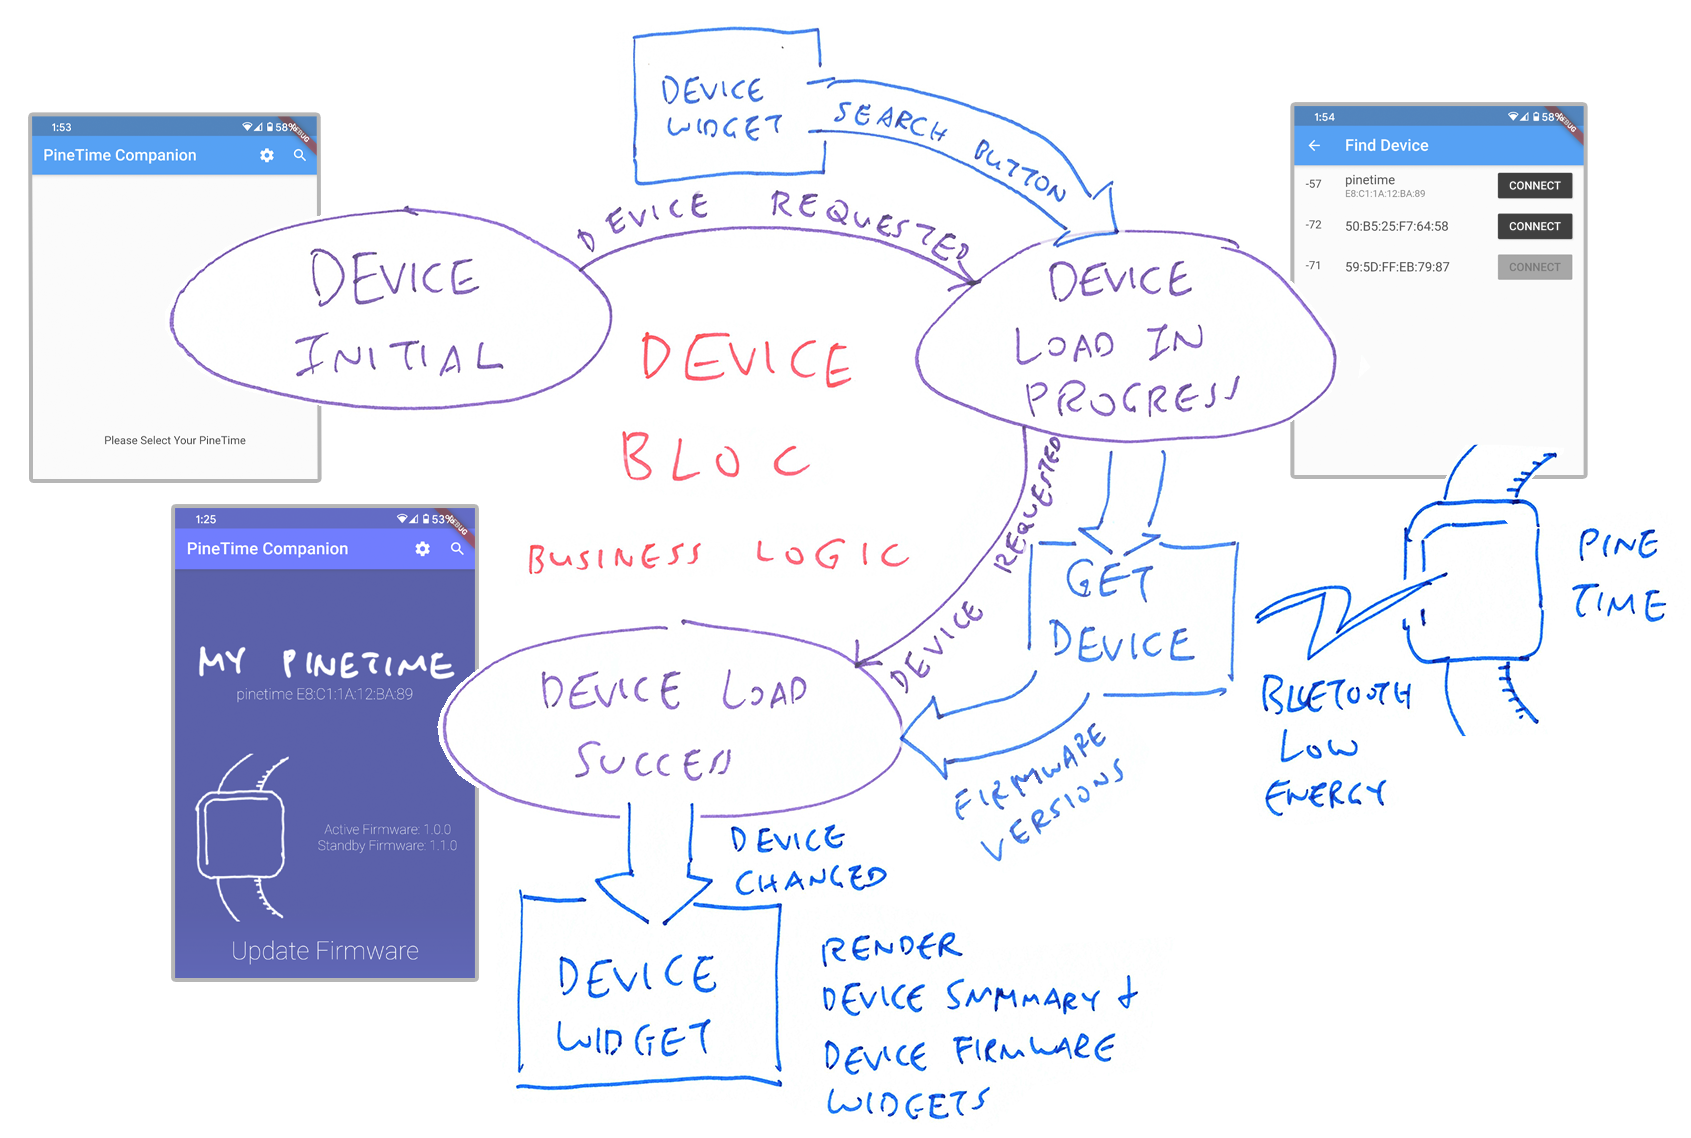 DEVICE
WIDGET
SEARCH BUTTON
1:53
58%
DEBUG
PineTime Companion
Please Select Your PineTime
DEVICE REQUESTED
DEVICE
INITIAL
DEVICE
LOAD IN
PROGRESS
1:54
58%
DEBUG
Find Device
-57
pinetime
E8:C1:1A:12:BA:89
CONNECT
-72
50:B5:25:F7:64:58
CONNECT
-71
59:5D:FF:EB:79:87
CONNECT
DEVICE
BLOC
BUSINESS LOGIC
DEVICE REQUESTED
GET
DEVICE
PINE
TIME
BLUETOOTH
LOW
ENERGY
1:25
53%
DEBUG
PineTime Companion
MY PINETIME
pinetime E8:C1:1A:12:BA:89
Active Firmware: 1.0.0
Standby Firmware: 1.1.0
Update Firmware
DEVICE LOAD
SUCCESS
FIRMWARE
VERSIONS
DEVICE
CHANGED
DEVICE
WIDGET
RENDER
DEVICE SUMMARY &
DEVICE FIRMWARE
WIDGETS